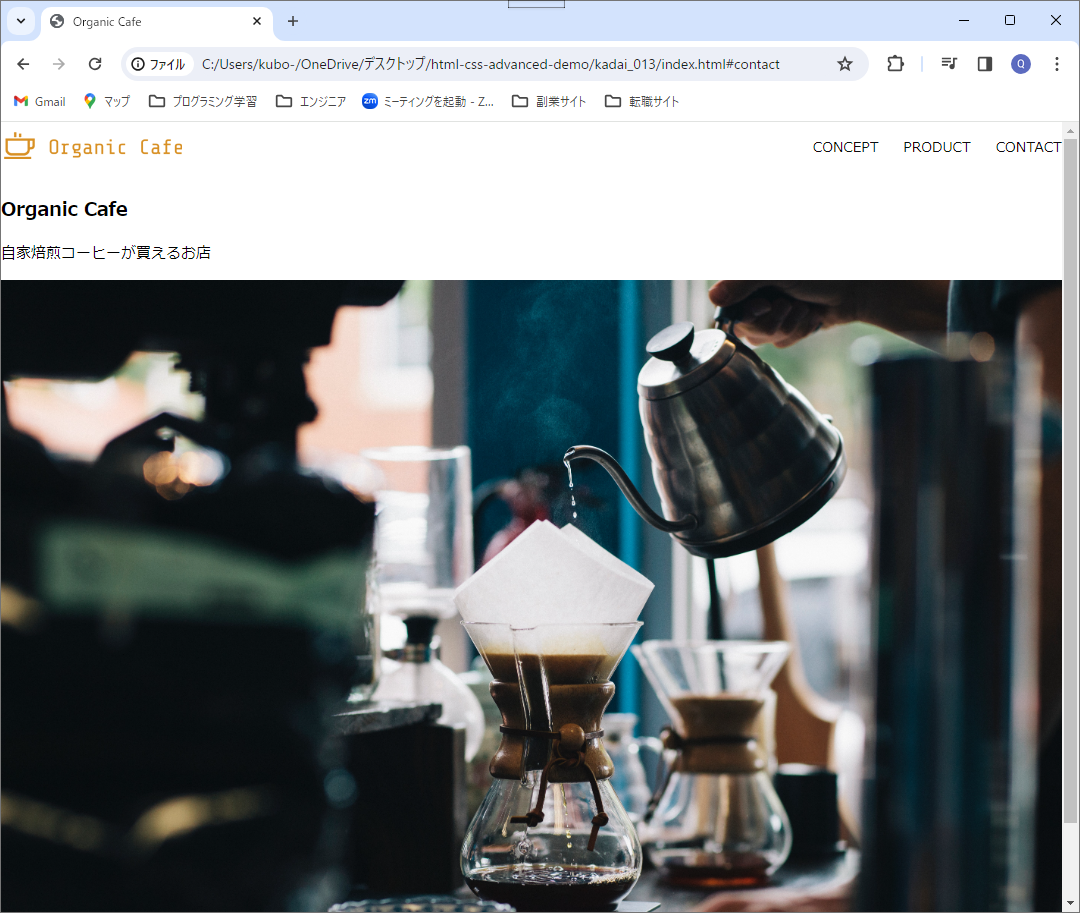 Organic Cafe
ファイル C:/Users/kubo-/OneDrive/デスクトップ/html-css-advanced-demo/kadai_013/index.html#contact Q
Gmail マップ プログラミング学習 エンジニア zm ミーティングを起動 - Z... 副業サイト 転職サイト
Organic Cafe CONCEPT PRODUCT CONTACT
Organic Cafe
自家焙煎コーヒーが買えるお店